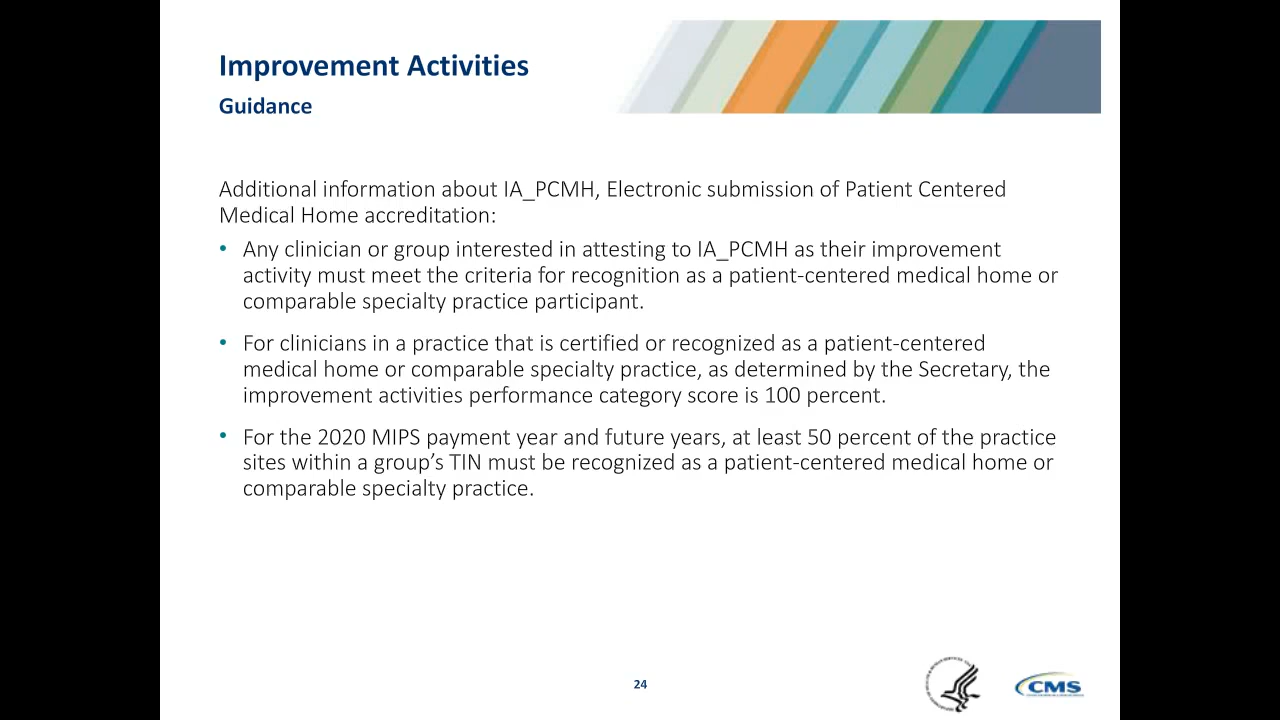 Improvement Activities
Guidance
Additional information about IA_PCMH, Electronic submission of Patient Centered
Medical Home accreditation:
• Any clinician or group interested in attesting to IA_PCMH as their improvement
activity must meet the criteria for recognition as a patient-centered medical home or
comparable specialty practice participant.
• For clinicians in a practice that is certified or recognized as a patient-centered
medical home or comparable specialty practice, as determined by the Secretary, the
improvement activities performance category score is 100 percent.
• For the 2020 MIPS payment year and future years, at least 50 percent of the practice
sites within a group’s TIN must be recognized as a patient-centered medical home or
comparable specialty practice.
24
CMS